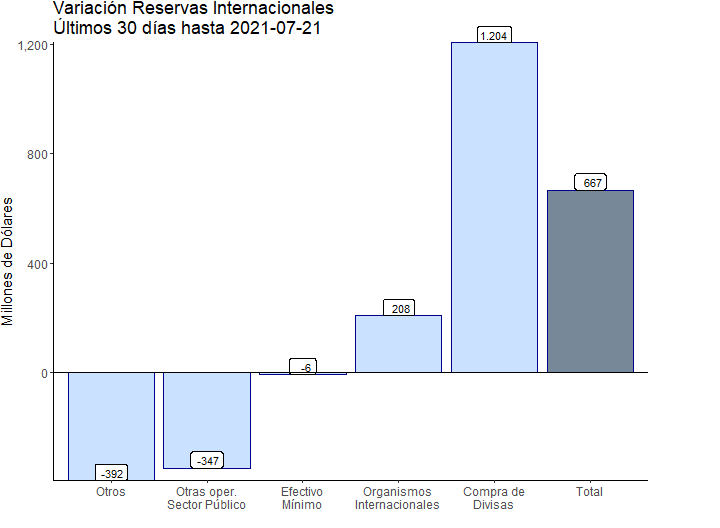 Variación Reservas Internacionales
Últimos 30 días hasta 2021-07-21
Millones de Dólares
1,200
800
400
0
-392
-347
-6
208
1.204
667
Otros
Otras oper.
Sector Público
Efectivo
Mínimo
Organismos
Internacionales
Compra de
Divisas
Total